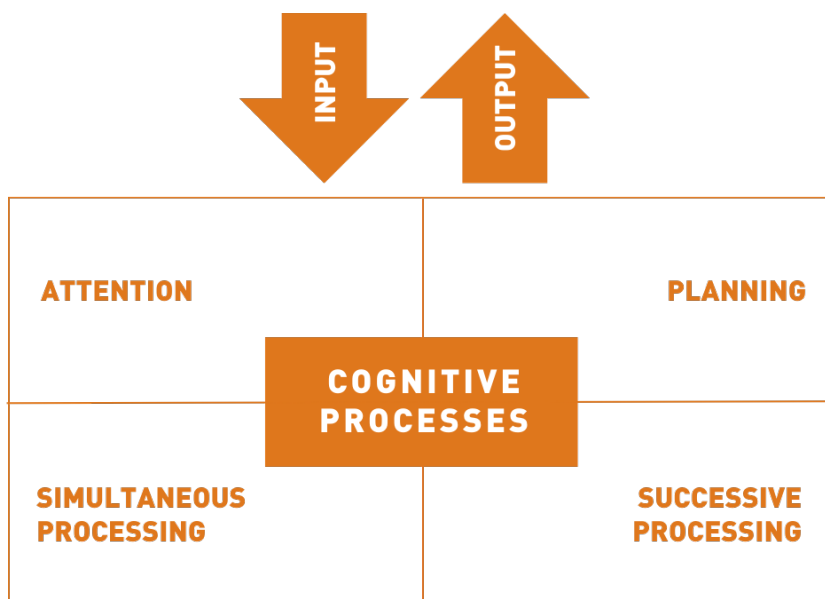 INPUT
OUTPUT
ATTENTION
PLANNING
COGNITIVE
PROCESSES
SIMULTANEOUS
PROCESSING
SUCCESSIVE
PROCESSING